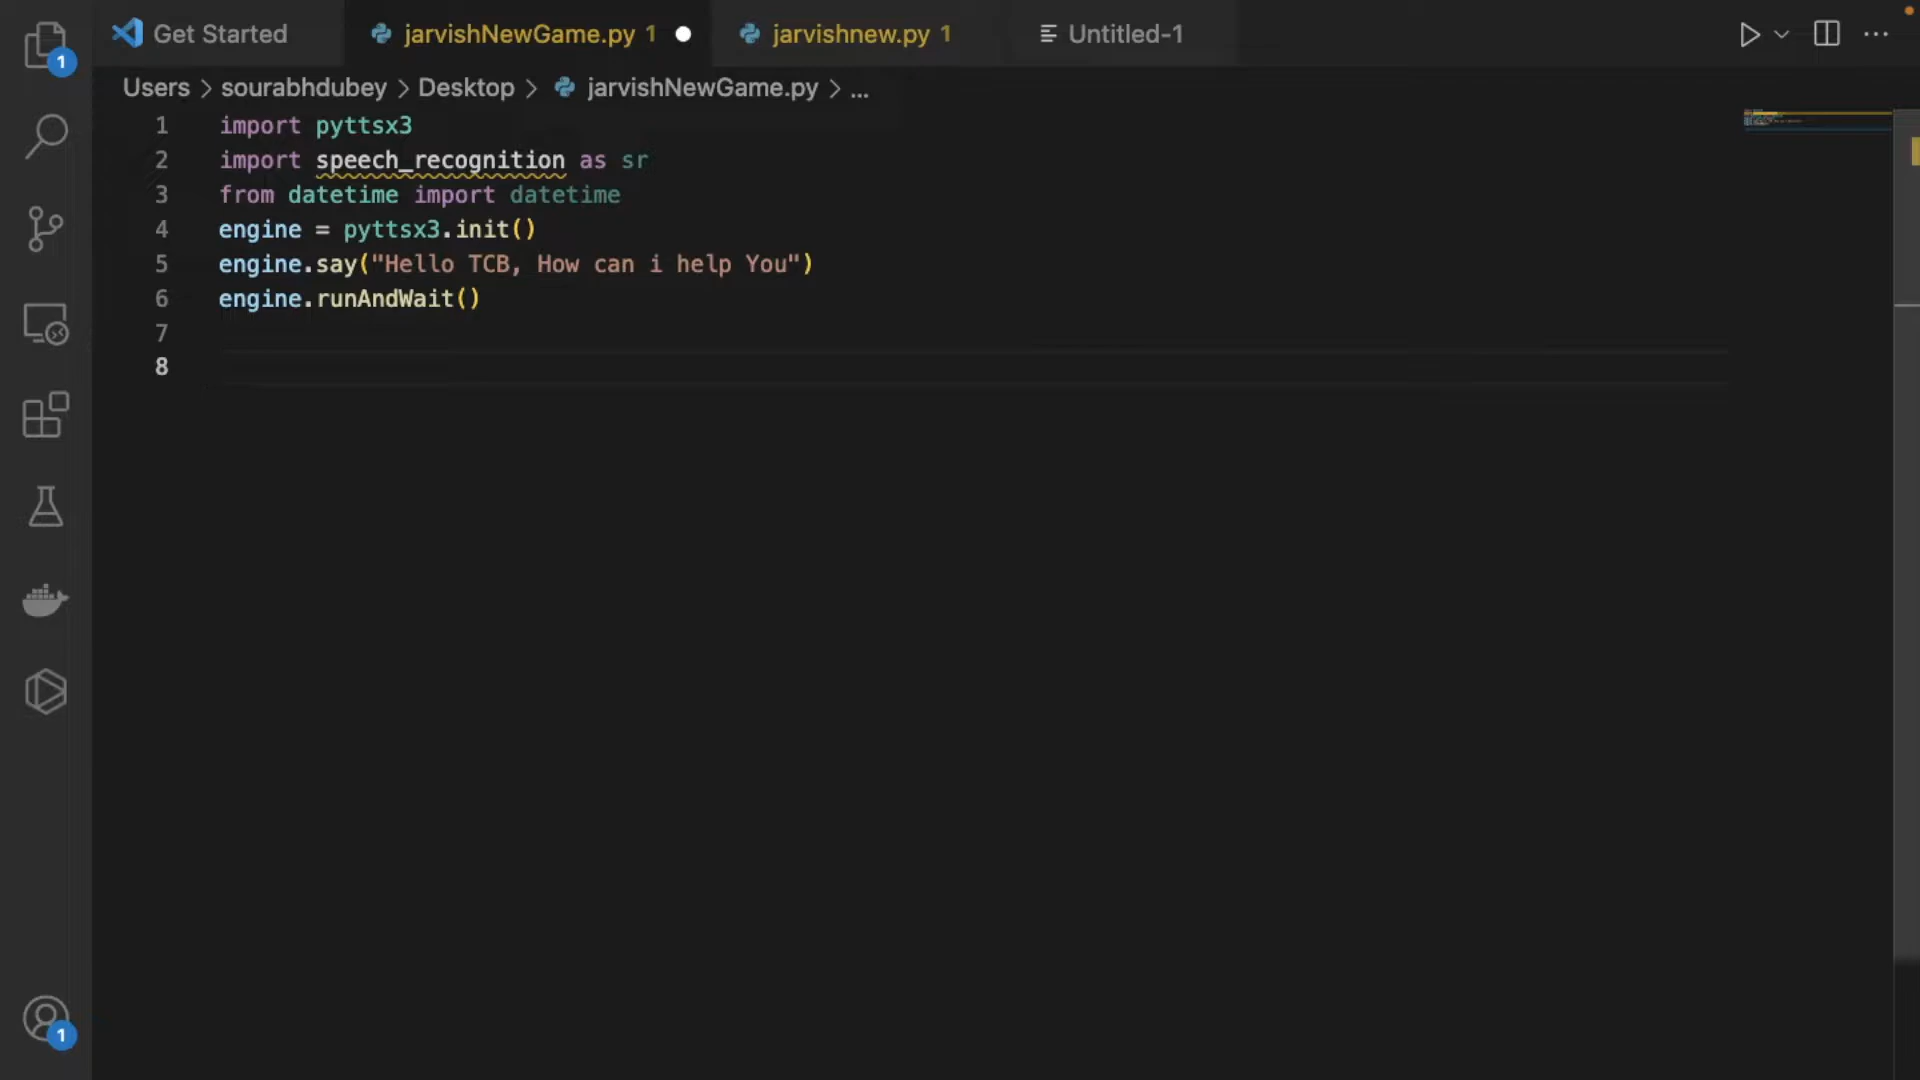 Get Started jarvishNewGame.py 1 jarvishnew.py 1 Untitled-1
1
Users > sourabhdubey > Desktop > jarvishNewGame.py > ...
1 import pyttsx3
2 import speech_recognition as sr
3 from datetime import datetime
4 engine = pyttsx3.init()
5 engine.say("Hello TCB, How can i help You")
6 engine.runAndWait()
7
8
1